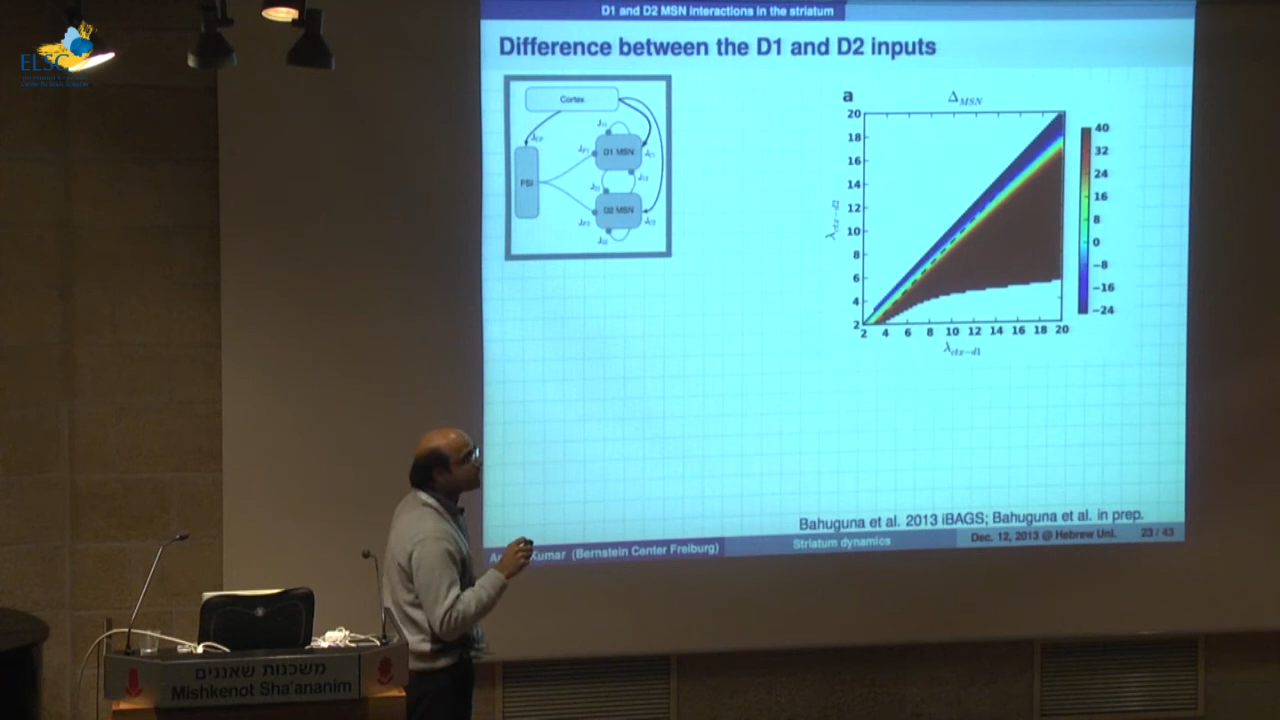 ELSC
D1 and D2 MSN interactions in the striatum
Difference between the D1 and D2 inputs
Cortex
FSI
D1 MSN
D2 MSN
a
Δ_MSN
20
18
16
14
12
10
8
6
4
2
λ_ctx−d2
2 4 6 8 10 12 14 16 18 20
λ_ctx−d1
40
32
24
16
8
0
−8
−16
−24
Bahuguna et al. 2013 iBAGS; Bahuguna et al. in prep.
Kumar (Bernstein Center Freiburg)
Striatum dynamics
Dec. 12, 2013 @ Hebrew Uni.
23 / 43
משכנות שאננים
Mishkenot Sha'ananim